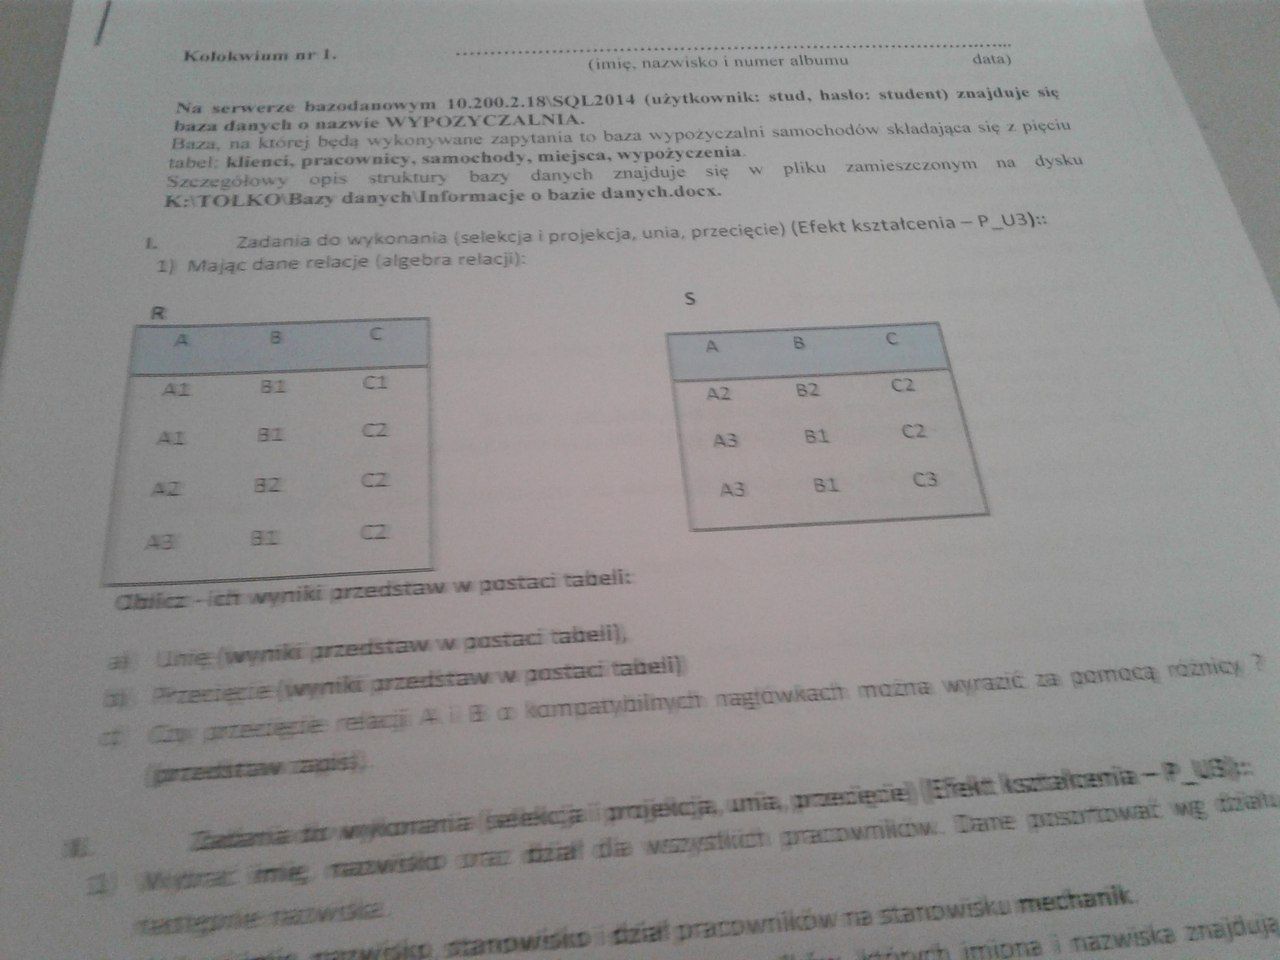 Kolokwium nr 1.
(imię, nazwisko i numer albumu data)
Na serwerze bazodanowym 10.200.2.18\SQL2014 (użytkownik: stud, hasło: student) znajduje się
baza danych o nazwie WYPOZYCZALNIA.
Baza, na której będą wykonywane zapytania to baza wypożyczalni samochodów składająca się z pięciu
tabel: klienci, pracownicy, samochody, miejsca, wypożyczenia.
Szczegółowy opis struktury bazy danych znajduje się w pliku zamieszczonym na dysku
K:\TOLKO\Bazy danych\Informacje o bazie danych.docx.
I. Zadania do wykonania (selekcja i projekcja, unia, przecięcie) (Efekt kształcenia – P_U3)::
1) Mając dane relacje (algebra relacji):
R
A B C
A1 B1 C1
A1 B1 C2
A2 B2 C2
A3 B1 C2
S
A B C
A2 B2 C2
A3 B1 C2
A3 B1 C3
Oblicz - ich wyniki przedstaw w postaci tabeli:
a) Unię (wyniki przedstaw w postaci tabeli),
b) Przecięcie (wyniki przedstaw w postaci tabeli)
c) Czy przecięcie relacji A i B o kompatybilnych nagłówkach można wyrazić za pomocą różnicy ?
(przedstaw zapis).
II. Zadania do wykonania (selekcja i projekcja, unia, przecięcie) (Efekt kształcenia – P_U3)::
1) Wybrać imię, nazwisko oraz dział dla wszystkich pracowników. Dane posortować wg działu
następnie nazwiska.
nazwisko, stanowisko i dział pracowników na stanowisku mechanik.
których imiona i nazwiska znajdują